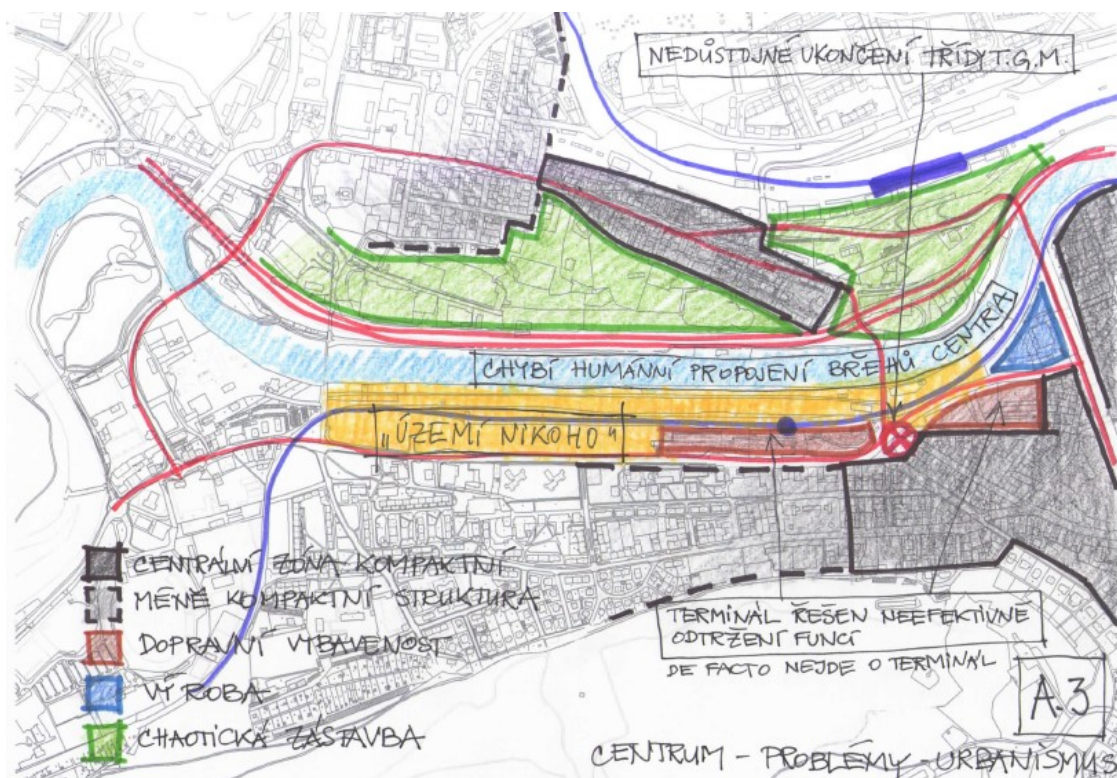 NEDŮSTOJNÉ UKONČENÍ TŘÍDY T.G.M.
CHYBÍ HUMÁNNÍ PROPOJENÍ BŘEHŮ CENTRA
„ÚZEMÍ NIKOHO"
CENTRÁLNÍ ZÓNA KOMPAKTNÍ
MÉNĚ KOMPAKTNÍ STRUKTURA
DOPRAVNÍ VYBAVENOST
VÝROBA
CHAOTICKÁ ZÁSTAVBA
TERMINÁL ŘEŠEN NEEFEKTIVNĚ
ODTRŽENÍ FUNCÍ
DE FACTO NEJDE O TERMINÁL
A.3
CENTRUM - PROBLÉMY - URBANIŠMUS